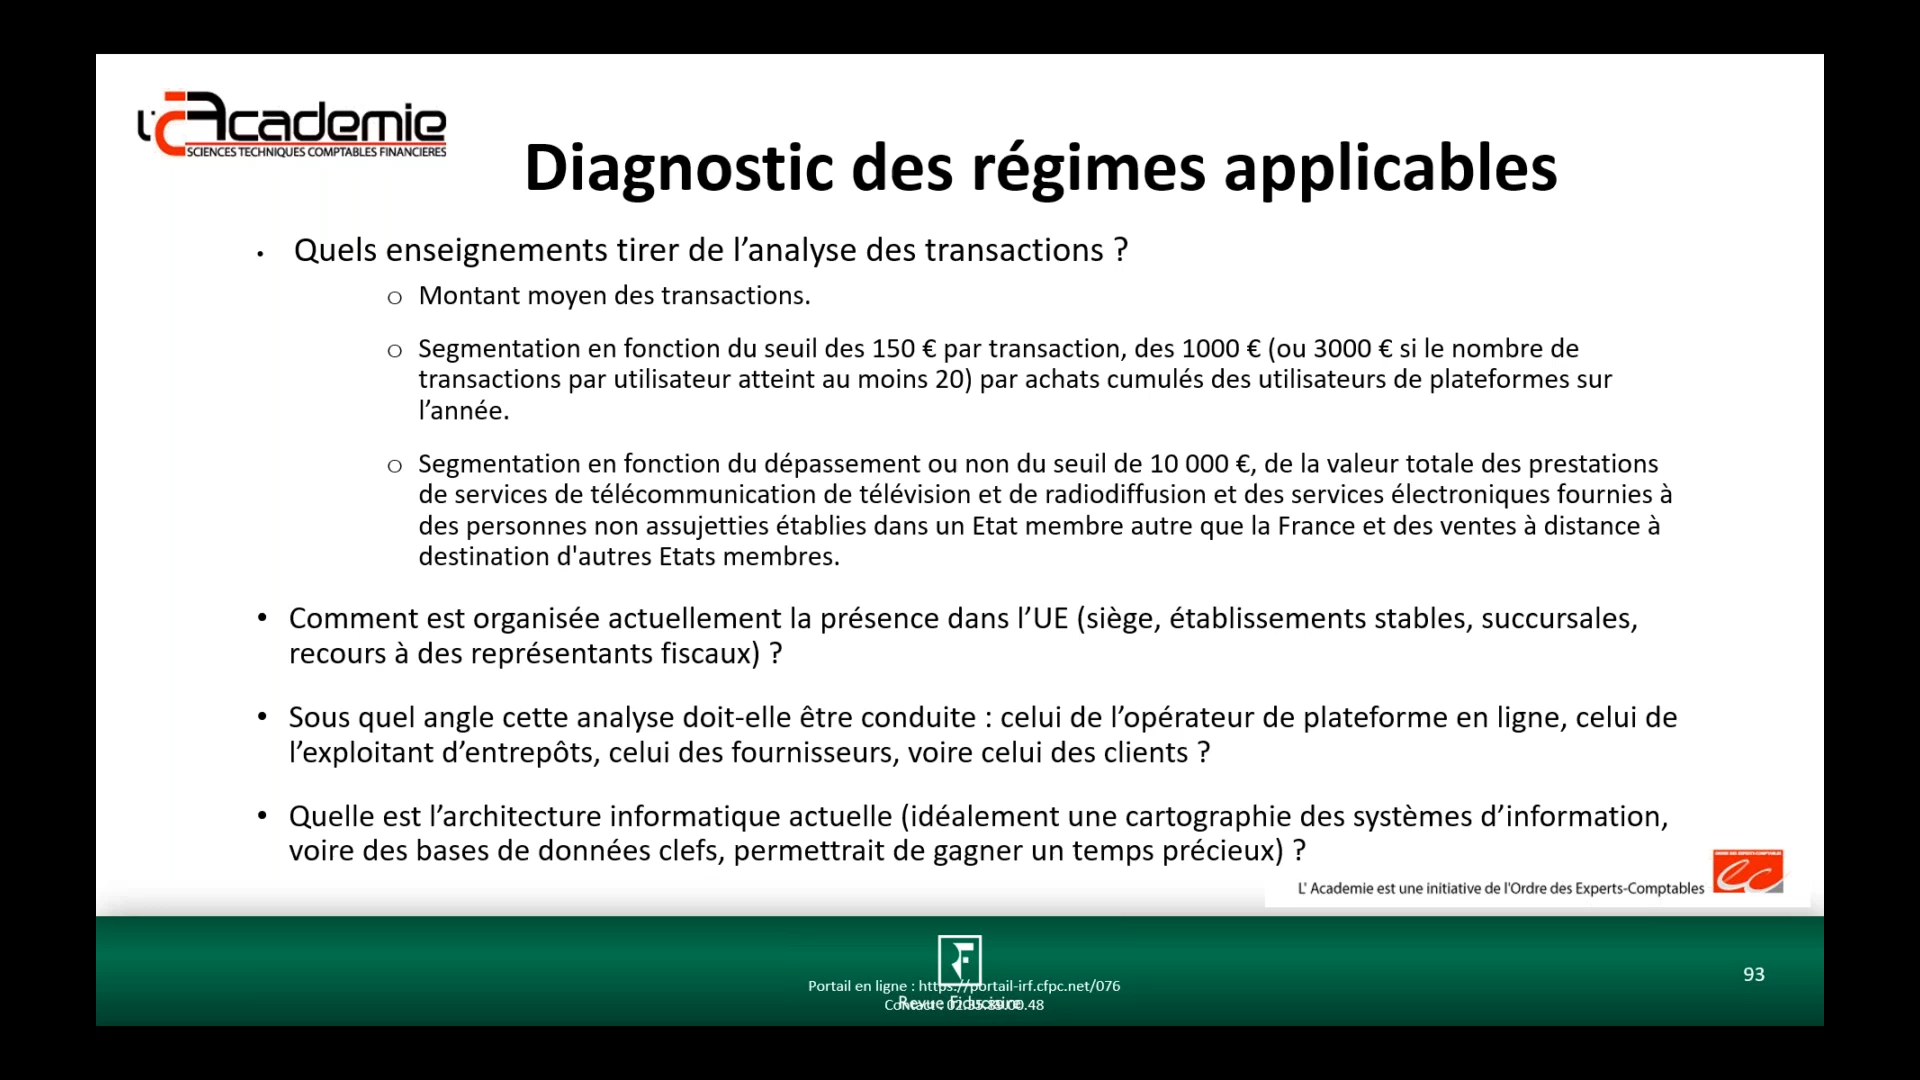 L'Academie
SCIENCES TECHNIQUES COMPTABLES FINANCIERES
Diagnostic des régimes applicables
• Quels enseignements tirer de l’analyse des transactions ?
o Montant moyen des transactions.
o Segmentation en fonction du seuil des 150 € par transaction, des 1000 € (ou 3000 € si le nombre de
transactions par utilisateur atteint au moins 20) par achats cumulés des utilisateurs de plateformes sur
l’année.
o Segmentation en fonction du dépassement ou non du seuil de 10 000 €, de la valeur totale des prestations
de services de télécommunication de télévision et de radiodiffusion et des services électroniques fournies à
des personnes non assujetties établies dans un Etat membre autre que la France et des ventes à distance à
destination d'autres Etats membres.
• Comment est organisée actuellement la présence dans l’UE (siège, établissements stables, succursales,
recours à des représentants fiscaux) ?
• Sous quel angle cette analyse doit-elle être conduite : celui de l’opérateur de plateforme en ligne, celui de
l’exploitant d’entrepôts, celui des fournisseurs, voire celui des clients ?
• Quelle est l’architecture informatique actuelle (idéalement une cartographie des systèmes d’information,
voire des bases de données clefs, permettrait de gagner un temps précieux) ?
L' Academie est une initiative de l'Ordre des Experts-Comptables
ec
RF
Portail en ligne : https://portail-irf.cfpc.net/076
Revue Fiduciaire
93